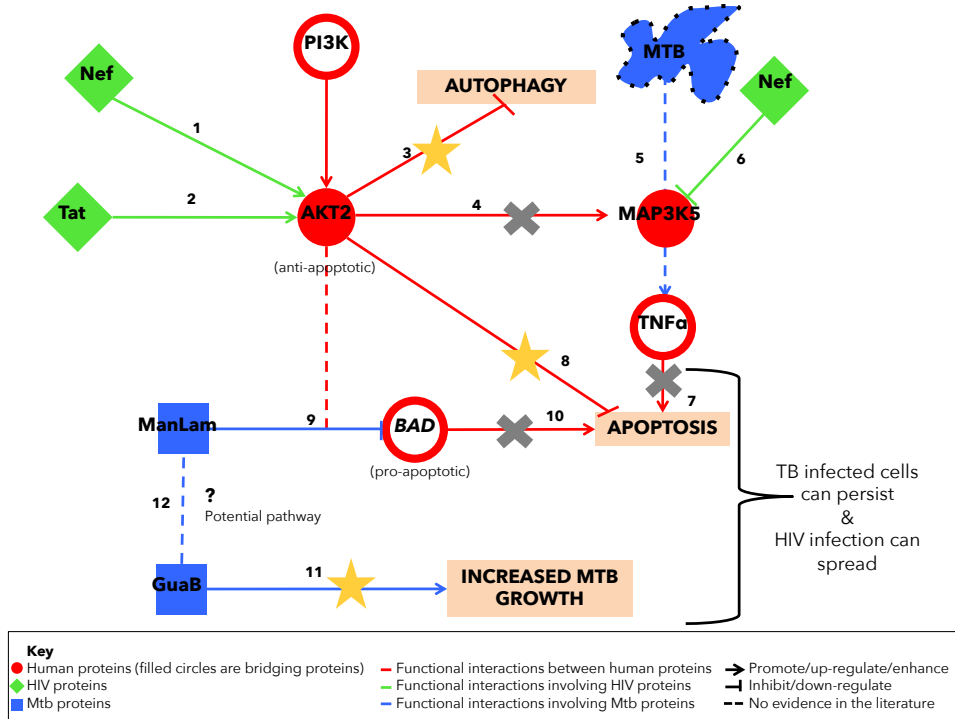 PI3K
MTB
Nef
Nef
AUTOPHAGY
1
3
5
6
2
4
Tat
AKT2
MAP3K5
(anti-apoptotic)
TNFα
8
7
ManLam
9
BAD
10
APOPTOSIS
(pro-apoptotic)
TB infected cells
can persist
&
HIV infection can
spread
12
?
Potential pathway
GuaB
11
INCREASED MTB
GROWTH
Key
Human proteins (filled circles are bridging proteins)
HIV proteins
Mtb proteins
Functional interactions between human proteins
Functional interactions involving HIV proteins
Functional interactions involving Mtb proteins
Promote/up-regulate/enhance
Inhibit/down-regulate
No evidence in the literature